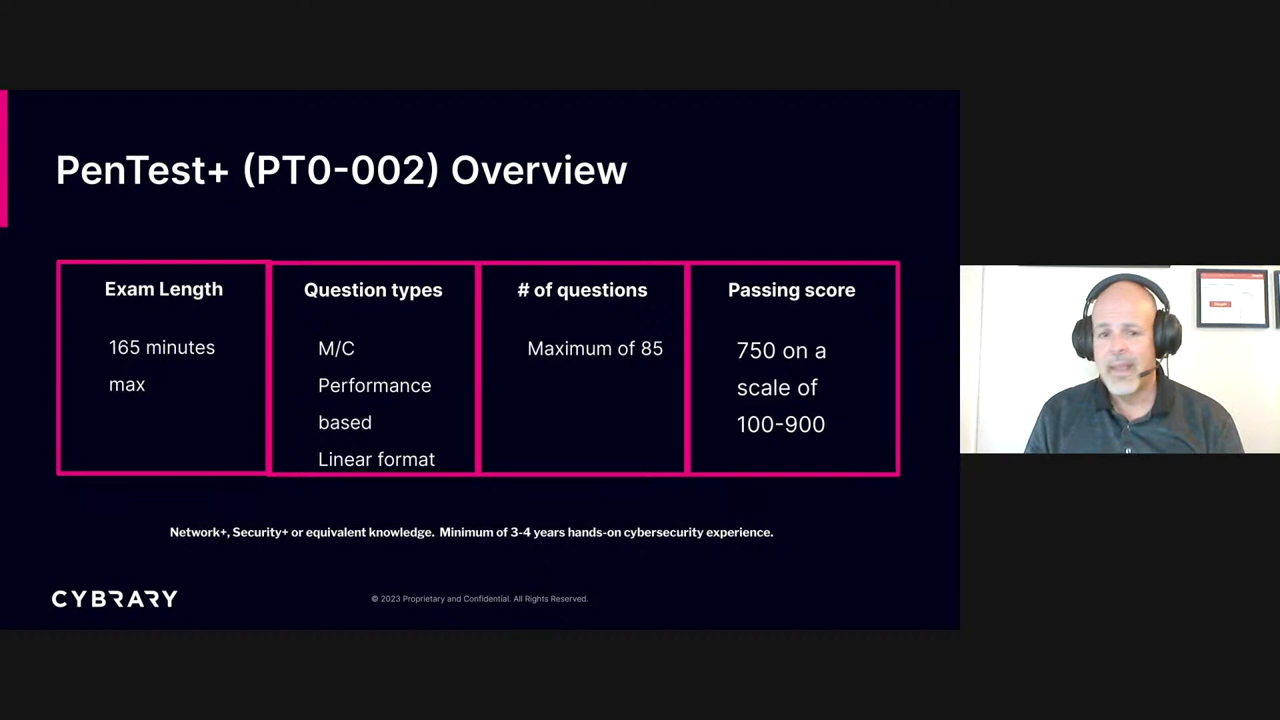 PenTest+ (PT0-002) Overview
Exam Length
165 minutes
max
Question types
M/C
Performance
based
Linear format
# of questions
Maximum of 85
Passing score
750 on a
scale of
100-900
Network+, Security+ or equivalent knowledge.  Minimum of 3-4 years hands-on cybersecurity experience.
CYBRARY
© 2023 Proprietary and Confidential. All Rights Reserved.